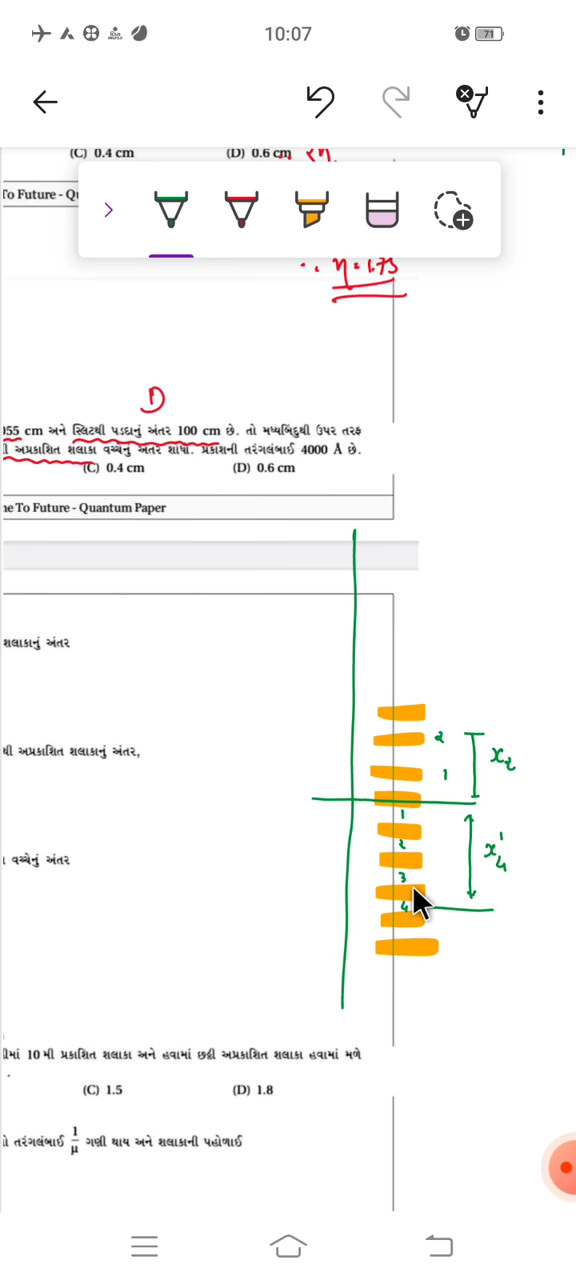 10:07
71
(C) 0.4 cm (D) 0.6 cm
To Future - Qu
∴ η = 1.75
D
055 cm અને સ્લિટથી પડદાનું અંતર 100 cm છે. તો મધ્યબિંદુથી ઉપર તરફ
ી અપ્રકાશિત શલાકા વચ્ચેનું અંતર શોધો. પ્રકાશની તરંગલંબાઈ 4000 Å છે.
(C) 0.4 cm (D) 0.6 cm
ne To Future - Quantum Paper
શલાકાનું અંતર
2
x₂
1
થી અપ્રકાશિત શલાકાનું અંતર,
1
2
x₄'
ા વચ્ચેનું અંતર
3
4
ીમાં 10 મી પ્રકાશિત શલાકા અને હવામાં છઠ્ઠી અપ્રકાશિત શલાકા હવામાં મળે
(C) 1.5 (D) 1.8
ો તરંગલંબાઈ 1/μ ગણી થાય અને શલાકાની પહોળાઈ